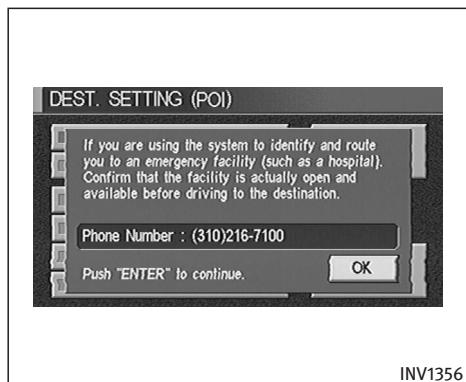 DEST. SETTING (POI)
If you are using the system to identify and route
you to an emergency facility (such as a hospital).
Confirm that the facility is actually open and
available before driving to the destination.
Phone Number : (310)216-7100
Push "ENTER" to continue.
OK
INV1356